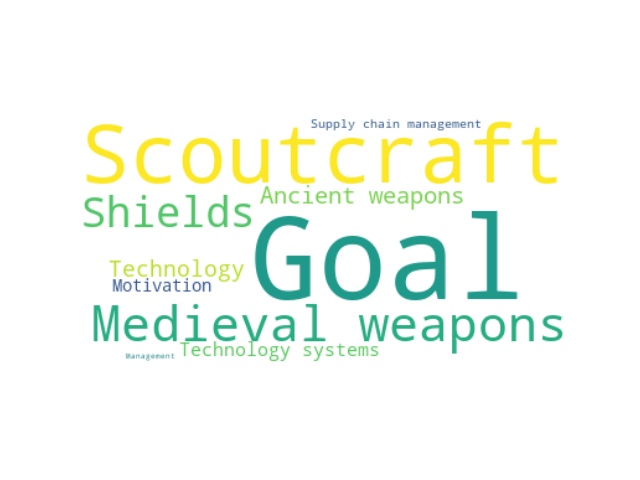 Supply chain management
Scoutcraft
Ancient weapons
Shields
Goal
Technology
Motivation
Medieval weapons
Technology systems
Management